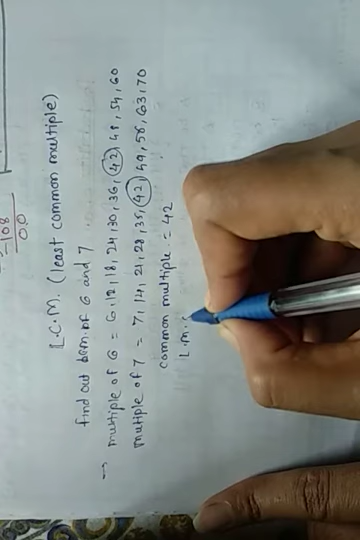 108
00
L.C.M. (least common multiple)
find out of 6 and 7
→ multiple of 6 = 6,12,18,24,30,36,42,48,54,60
multiple of 7 = 7,14,21,28,35,42,49,56,63,70
common multiple = 42
L.M.